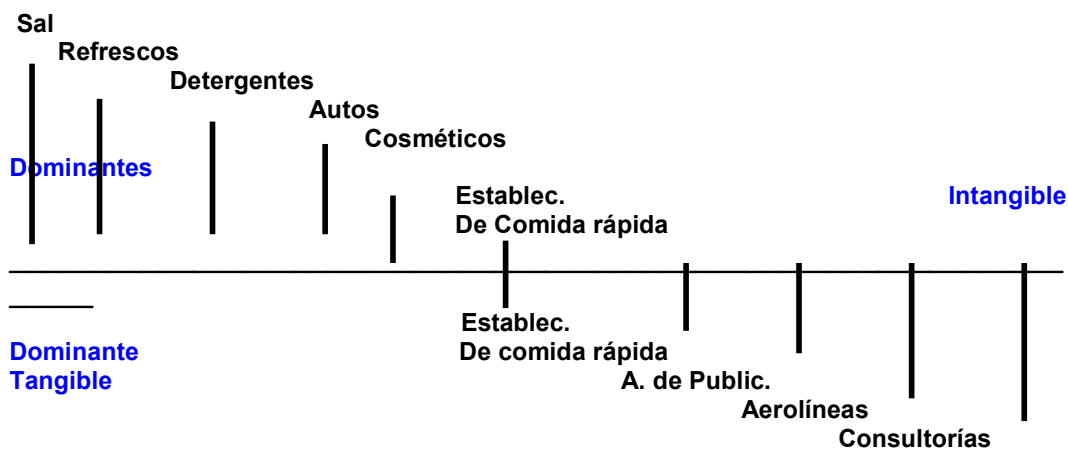 Sal
Refrescos
Detergentes
Autos
Cosméticos
Dominantes
Establec.
Intangible
De Comida rápida
Establec.
Dominante
De comida rápida
Tangible
A. de Public.
Aerolíneas
Consultorías